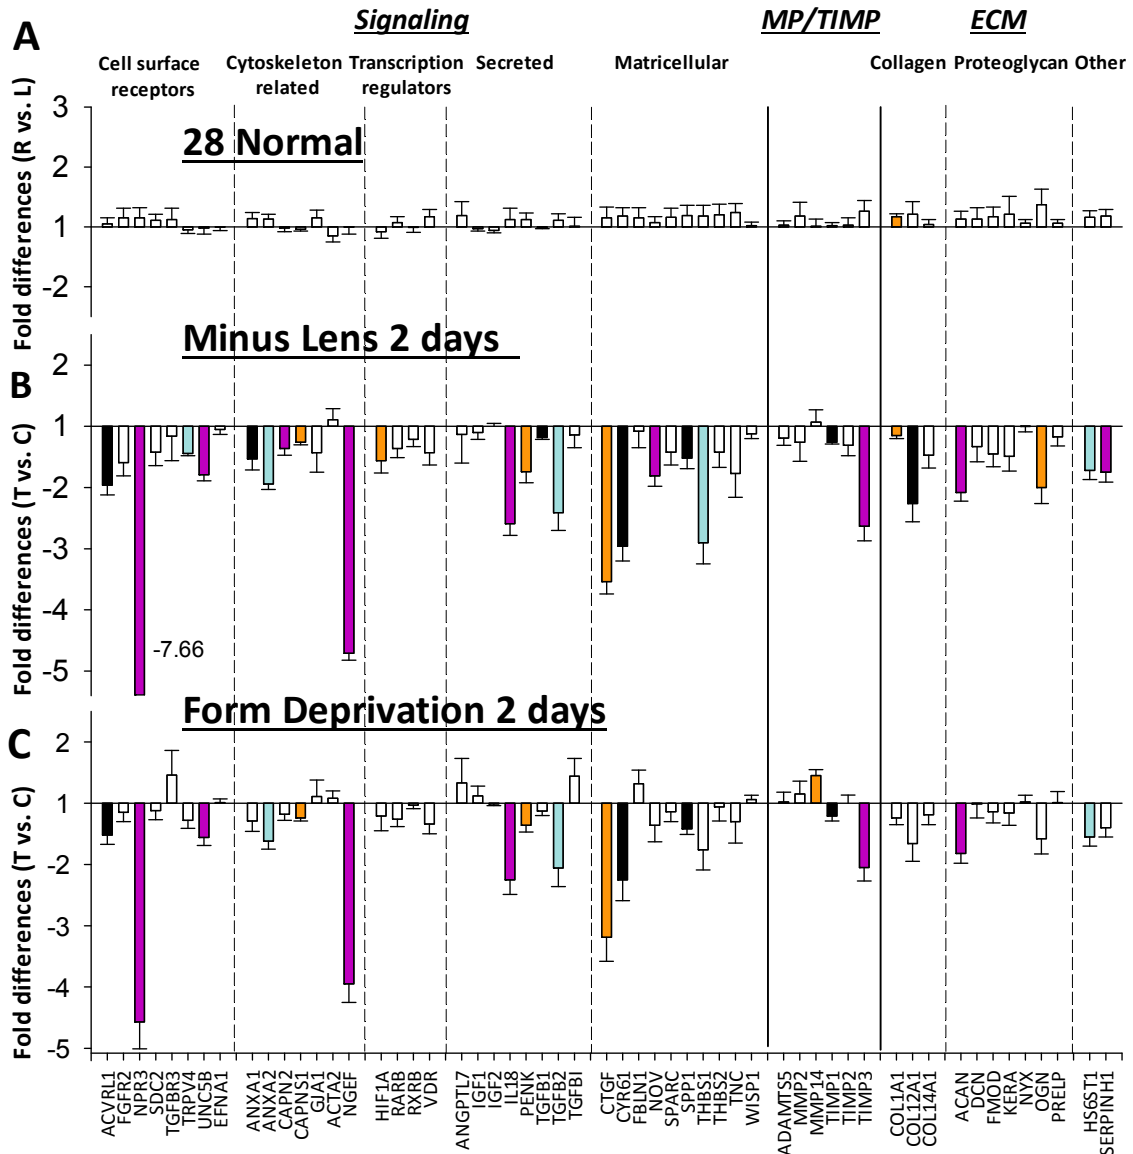 Signaling MP/TIMP ECM
A
Cell surface receptors
Cytoskeleton related
Transcription regulators
Secreted
Matricellular
Collagen
Proteoglycan
Other
Fold differences (R vs. L)
3
2
1
-2
28 Normal
B
Minus Lens 2 days
Fold differences (T vs. C)
2
1
-2
-3
-4
-5
-7.66
C
Form Deprivation 2 days
Fold differences (T vs. C)
2
1
-2
-3
-4
-5
ACVRL1
FGFR2
NPR3
SDC2
TGFBR3
TRPV4
UNC5B
EFNA1
ANXA1
ANXA2
CAPN2
CAPNS1
GJA1
ACTA2
NGEF
HIF1A
RARB
RXRB
VDR
ANGPTL7
IGF1
IGF2
IL18
PENK
TGFB1
TGFB2
TGFBI
CTGF
CYR61
FBLN1
NOV
SPARC
SPP1
THBS1
THBS2
TNC
WISP1
ADAMTS5
MMP2
MMP14
TIMP1
TIMP2
TIMP3
COL1A1
COL12A1
COL14A1
ACAN
DCN
FMOD
KERA
NYX
OGN
PRELP
HS6ST1
SERPINH1